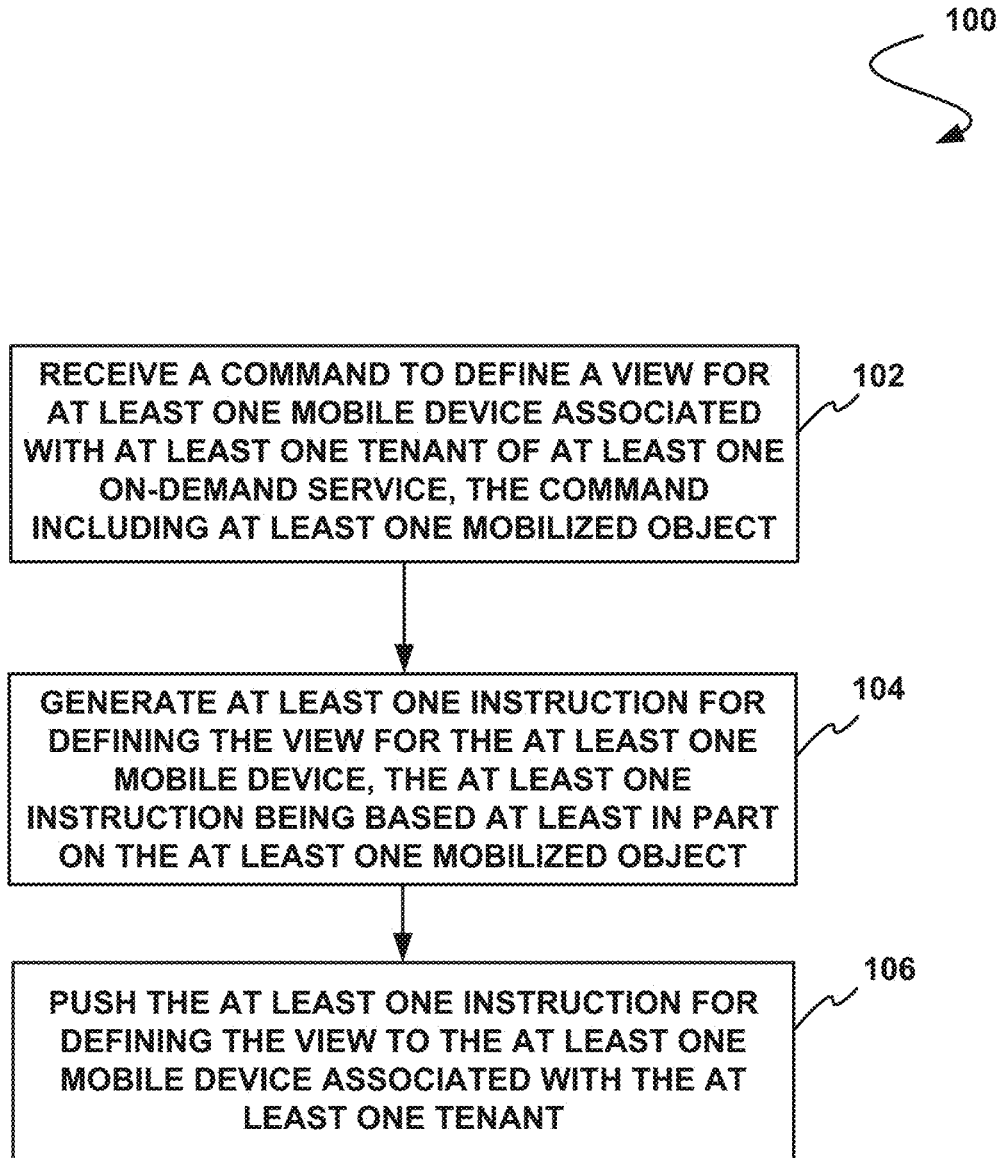 100
RECEIVE A COMMAND TO DEFINE A VIEW FOR
AT LEAST ONE MOBILE DEVICE ASSOCIATED
WITH AT LEAST ONE TENANT OF AT LEAST ONE
ON-DEMAND SERVICE, THE COMMAND
INCLUDING AT LEAST ONE MOBILIZED OBJECT
102
GENERATE AT LEAST ONE INSTRUCTION FOR
DEFINING THE VIEW FOR THE AT LEAST ONE
MOBILE DEVICE, THE AT LEAST ONE
INSTRUCTION BEING BASED AT LEAST IN PART
ON THE AT LEAST ONE MOBILIZED OBJECT
104
PUSH THE AT LEAST ONE INSTRUCTION FOR
DEFINING THE VIEW TO THE AT LEAST ONE
MOBILE DEVICE ASSOCIATED WITH THE AT
LEAST ONE TENANT
106